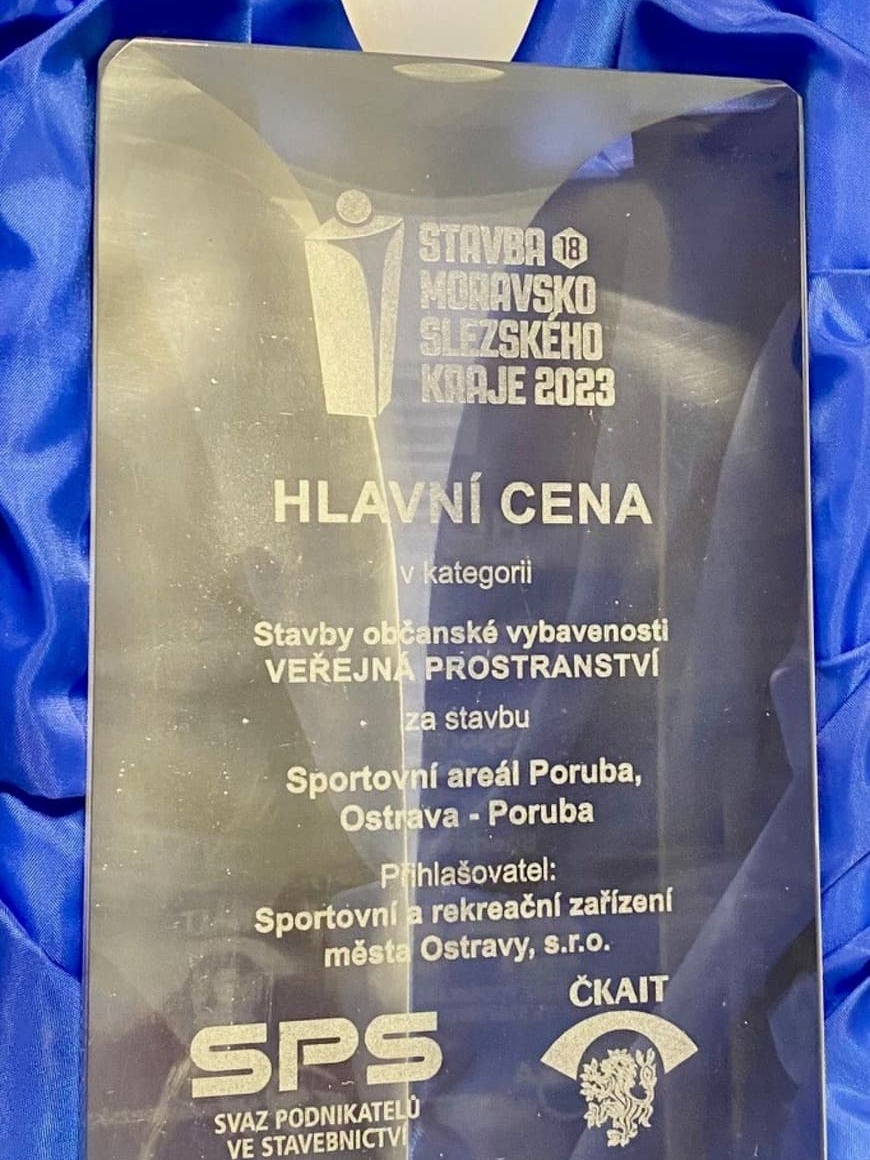 STAVBA 18
MORAVSKO
SLEZSKÉHO
KRAJE 2023
HLAVNÍ CENA
v kategorii
Stavby občanské vybavenosti
VEŘEJNÁ PROSTRANSTVÍ
za stavbu
Sportovní areál Poruba,
Ostrava - Poruba
Přihlašovatel:
Sportovní a rekreační zařízení
města Ostravy, s.r.o.
ČKAIT
SPS
SVAZ PODNIKATELŮ
VE STAVEBNICTVÍ